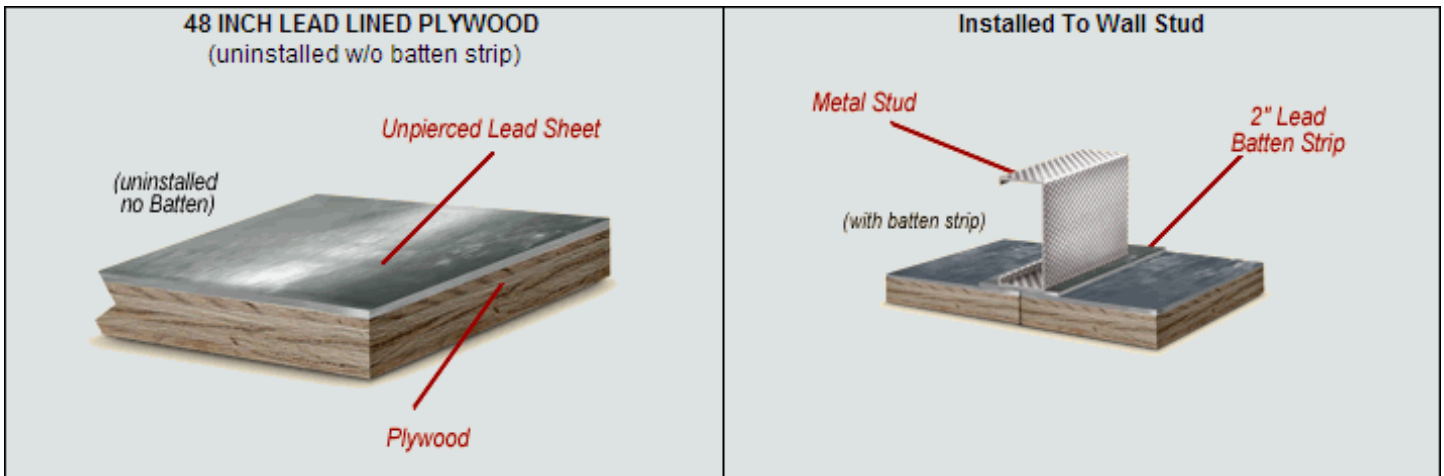 48 INCH LEAD LINED PLYWOOD
(uninstalled w/o batten strip)
Unpierced Lead Sheet
(uninstalled
no Batten)
Plywood
Installed To Wall Stud
Metal Stud
2" Lead
Batten Strip
(with batten strip)